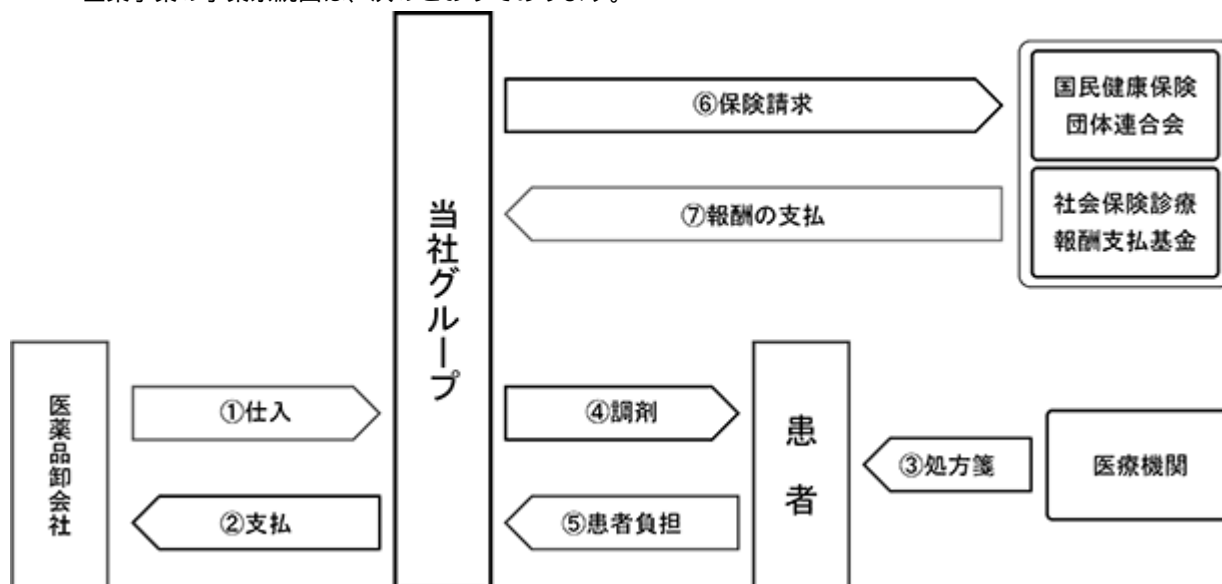 ⑥保険請求
国民健康保険
団体連合会
⑦報酬の支払
社会保険診療
報酬支払基金
当社グループ
医薬品卸会社
①仕入
②支払
④調剤
⑤患者負担
患者
③処方箋
医療機関